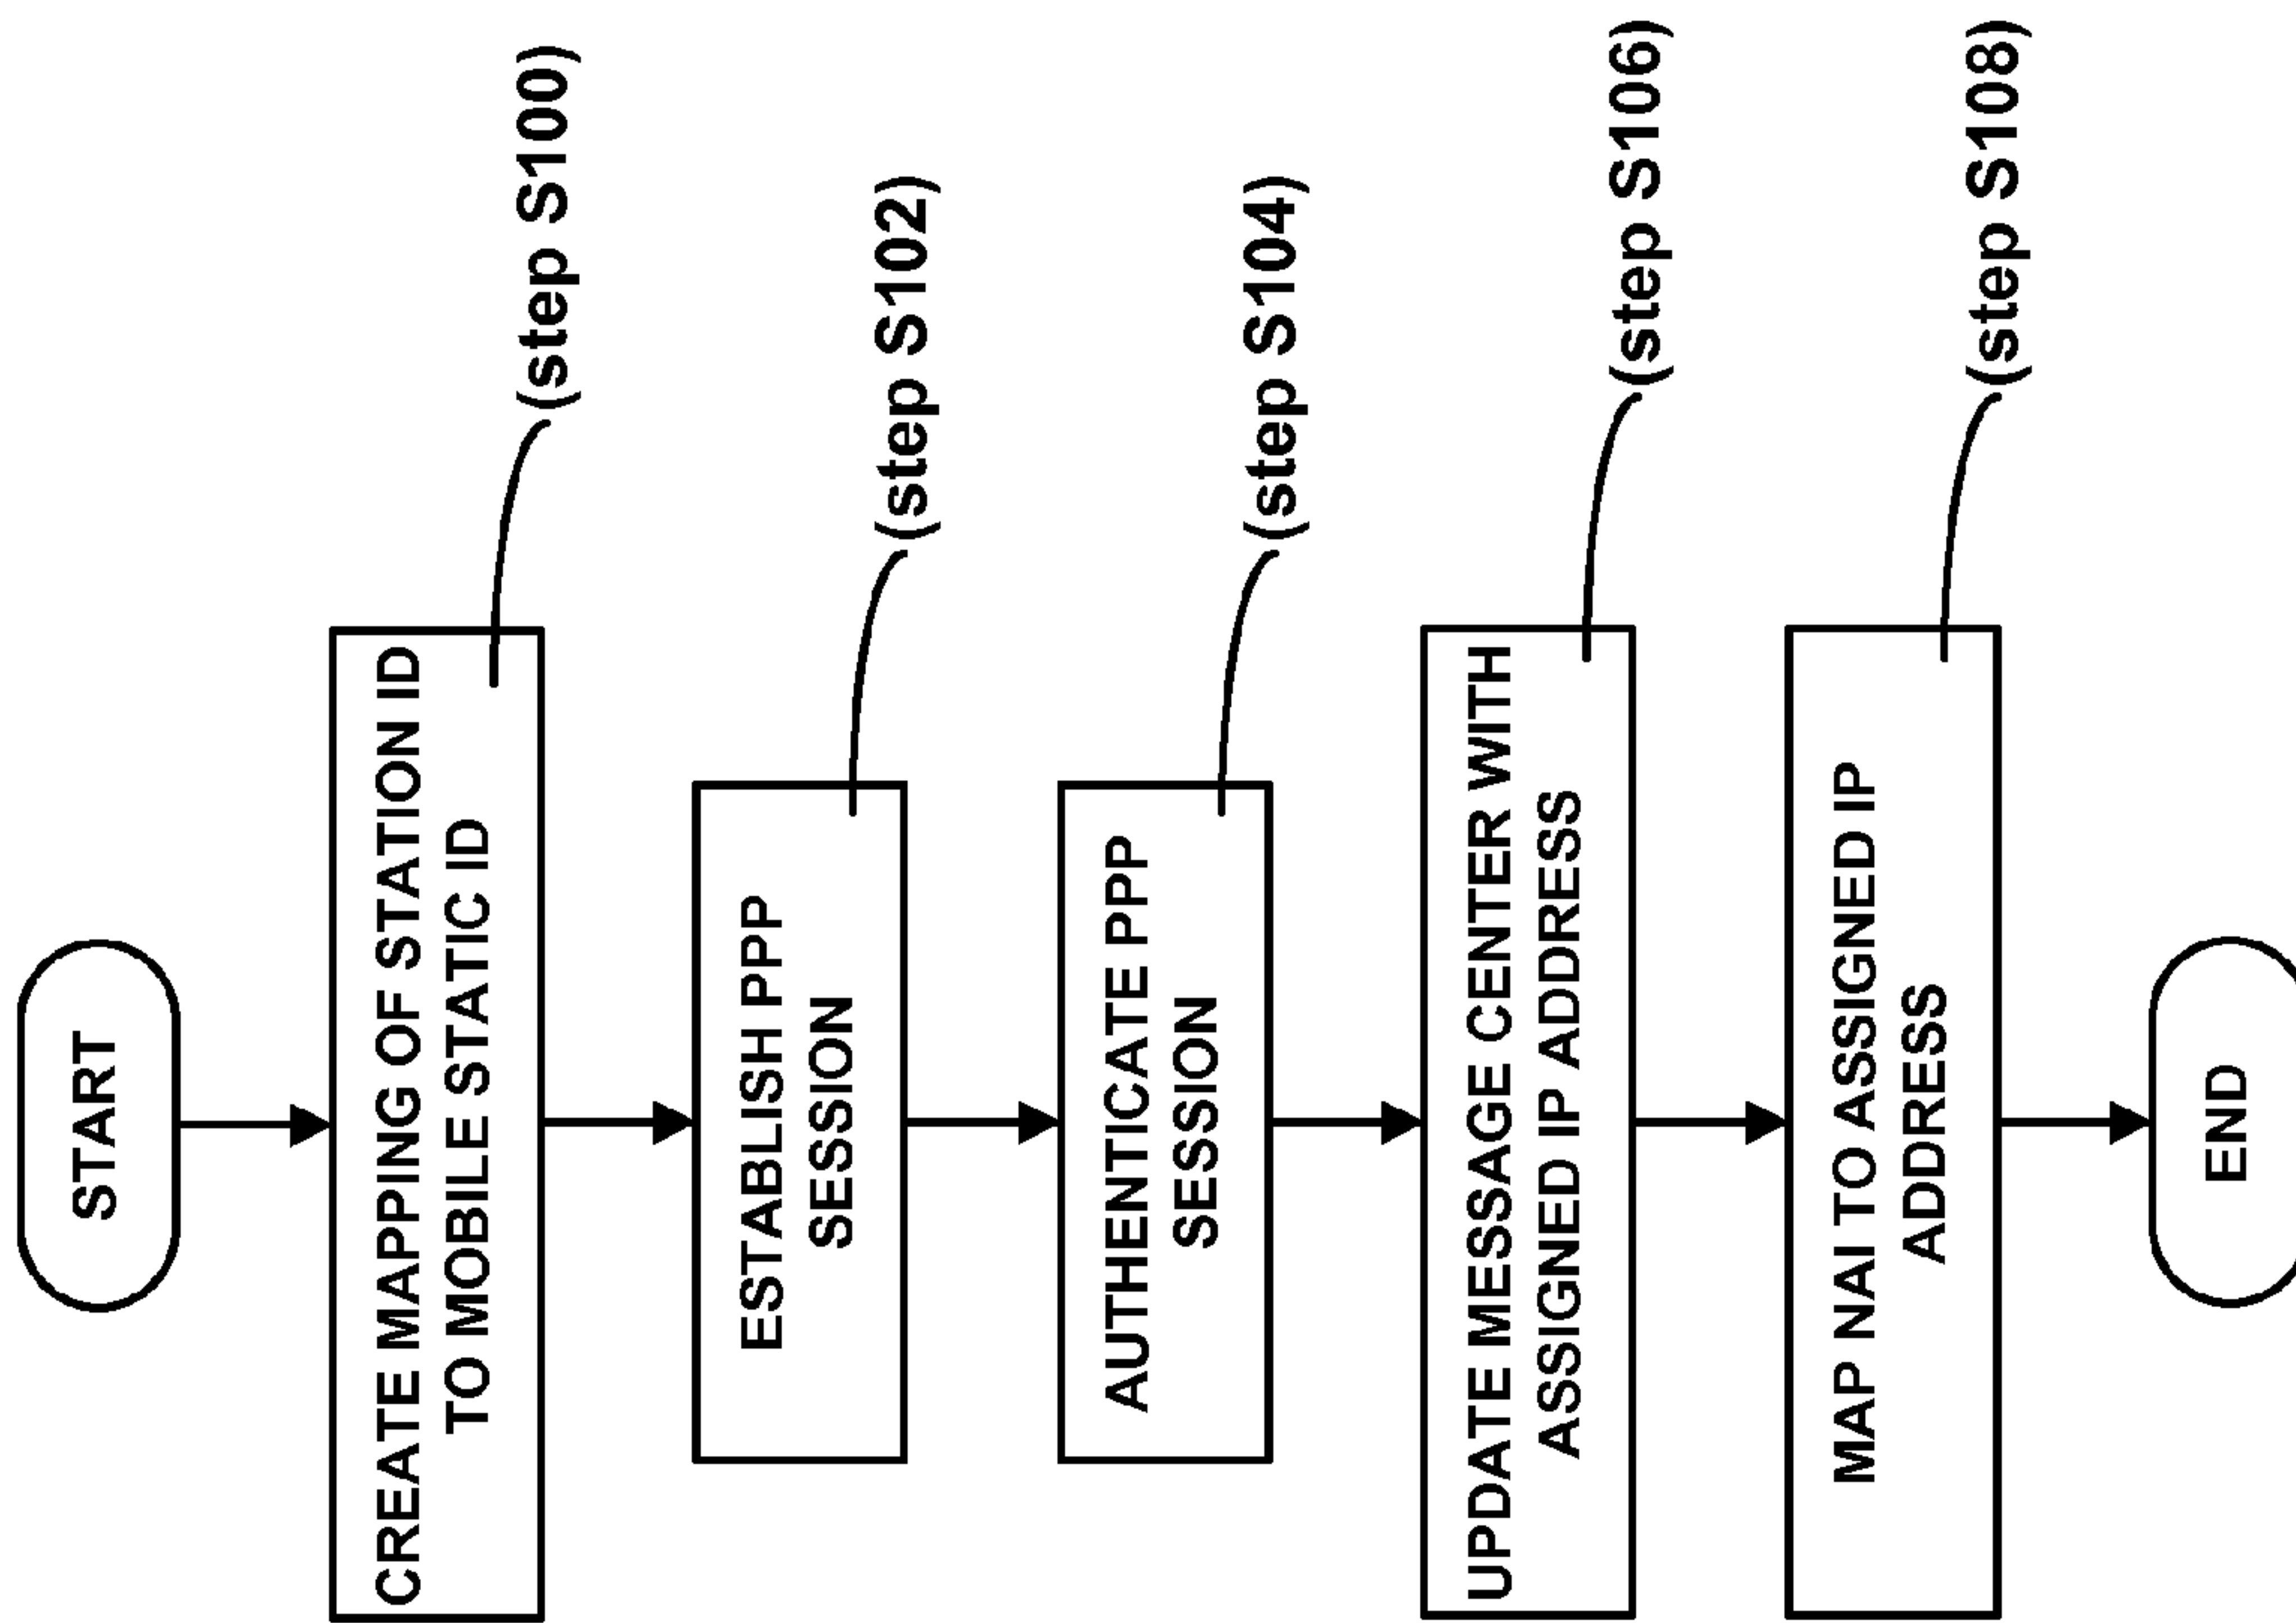 START
CREATE MAPPING OF STATION ID
TO MOBILE STATIC ID
(step S100)
ESTABLISH PPP
SESSION
(step S102)
AUTHENTICATE PPP
SESSION
(step S104)
UPDATE MESSAGE CENTER WITH
ASSIGNED IP ADDRESS
(step S106)
MAP NAI TO ASSIGNED IP
ADDRESS
(step S108)
END